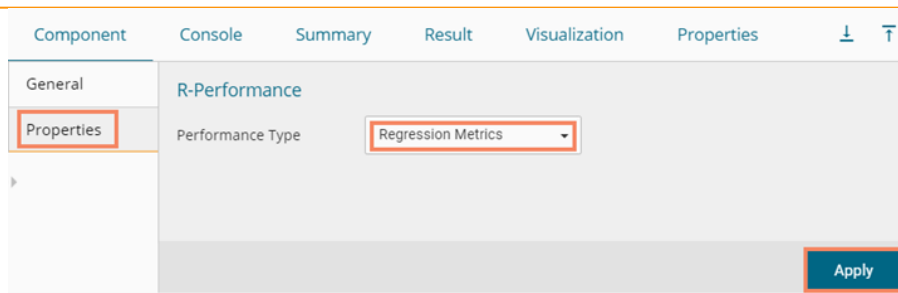 Component Console Summary Result Visualization Properties
General
R-Performance
Properties
Performance Type Regression Metrics
Apply